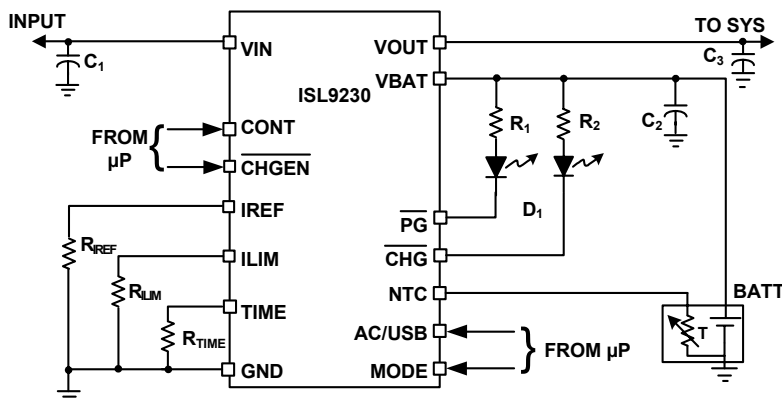 INPUT
TO SYS
C1
VIN
VOUT
C3
VBAT
ISL9230
R1
R2
C2
FROM
µP
CONT
CHGEN
D1
IREF
PG
RIREF
ILIM
CHG
RILIM
NTC
BATT
TIME
AC/USB
T
RTIME
FROM µP
GND
MODE